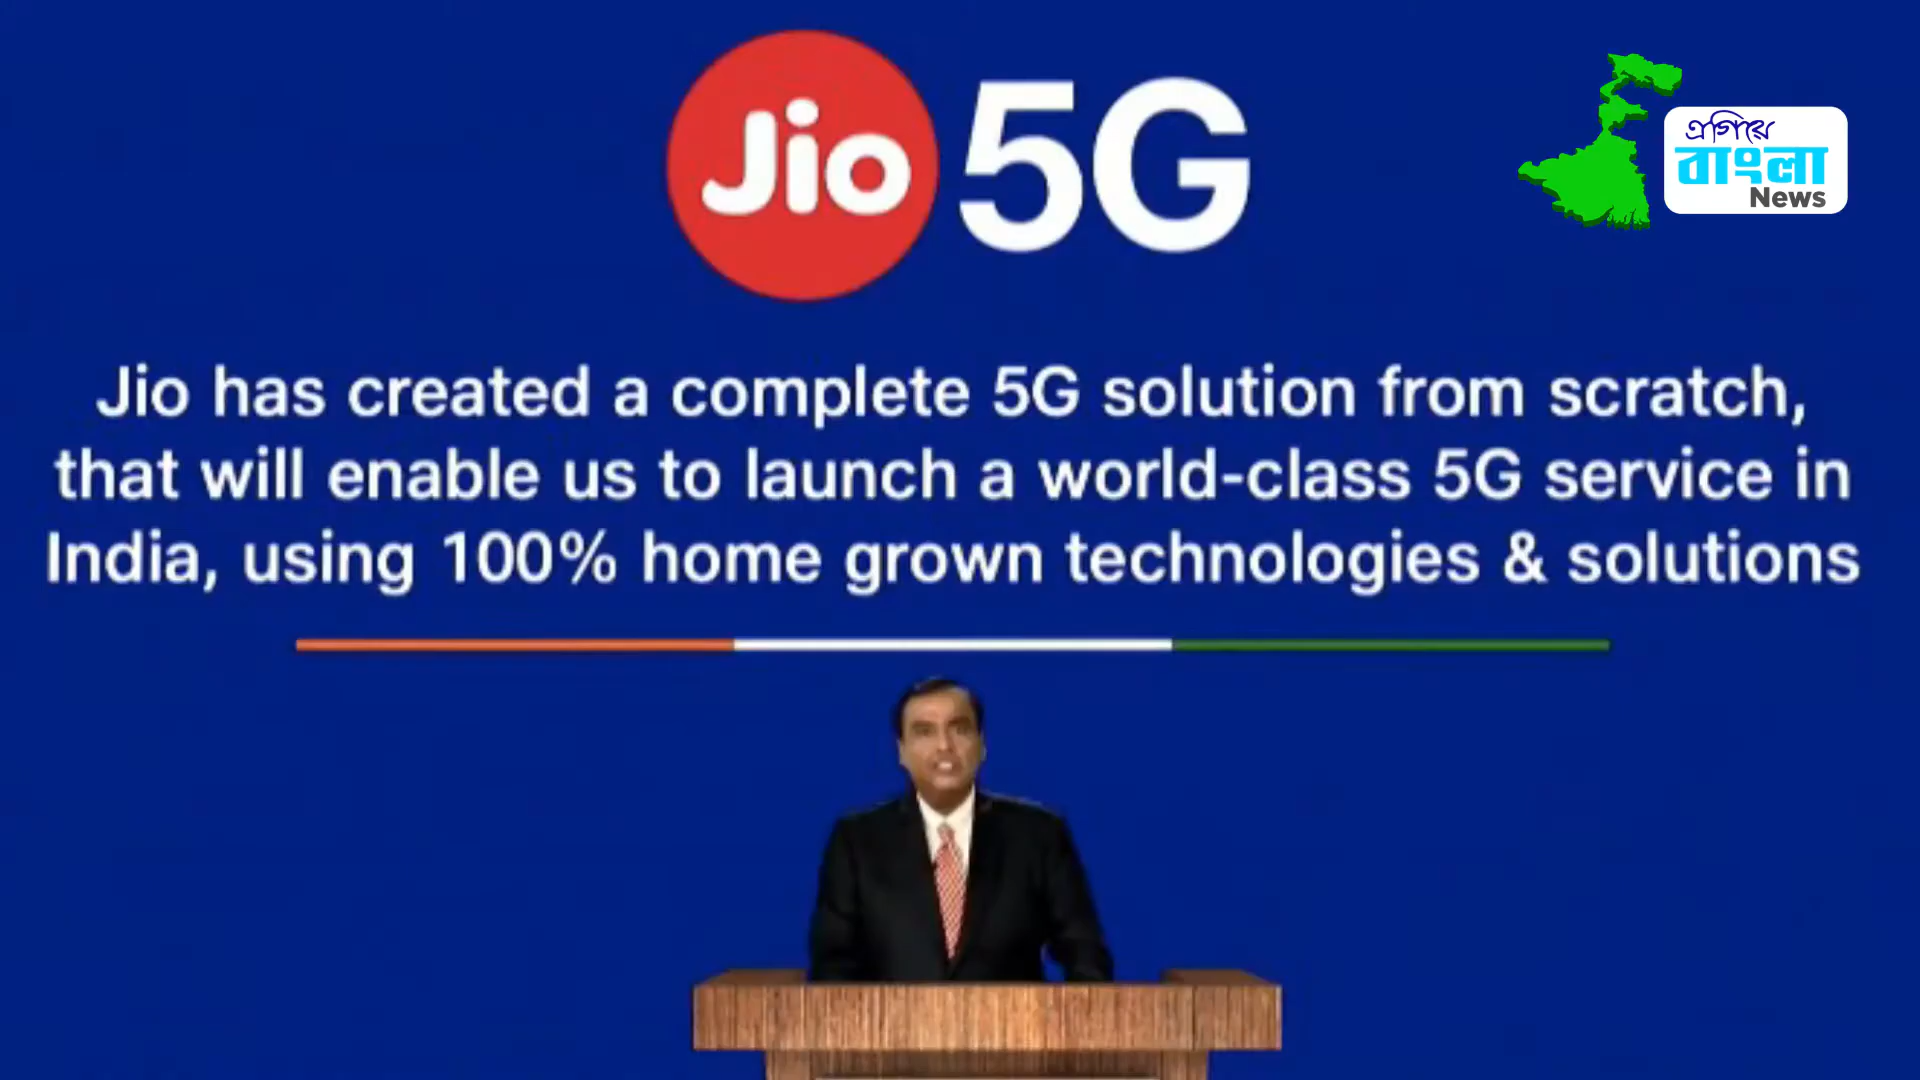 Jio 5G
এগিয়ে
বাংলা
News
Jio has created a complete 5G solution from scratch,
that will enable us to launch a world-class 5G service in
India, using 100% home grown technologies & solutions